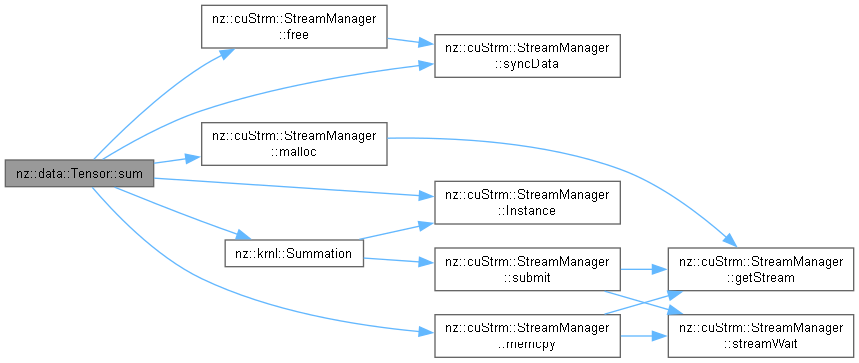 nz::cuStrm::StreamManager
::free
nz::cuStrm::StreamManager
::syncData
nz::cuStrm::StreamManager
::malloc
nz::data::Tensor::sum
nz::cuStrm::StreamManager
::Instance
nz::krnl::Summation
nz::cuStrm::StreamManager
::submit
nz::cuStrm::StreamManager
::getStream
nz::cuStrm::StreamManager
::memcpy
nz::cuStrm::StreamManager
::streamWait